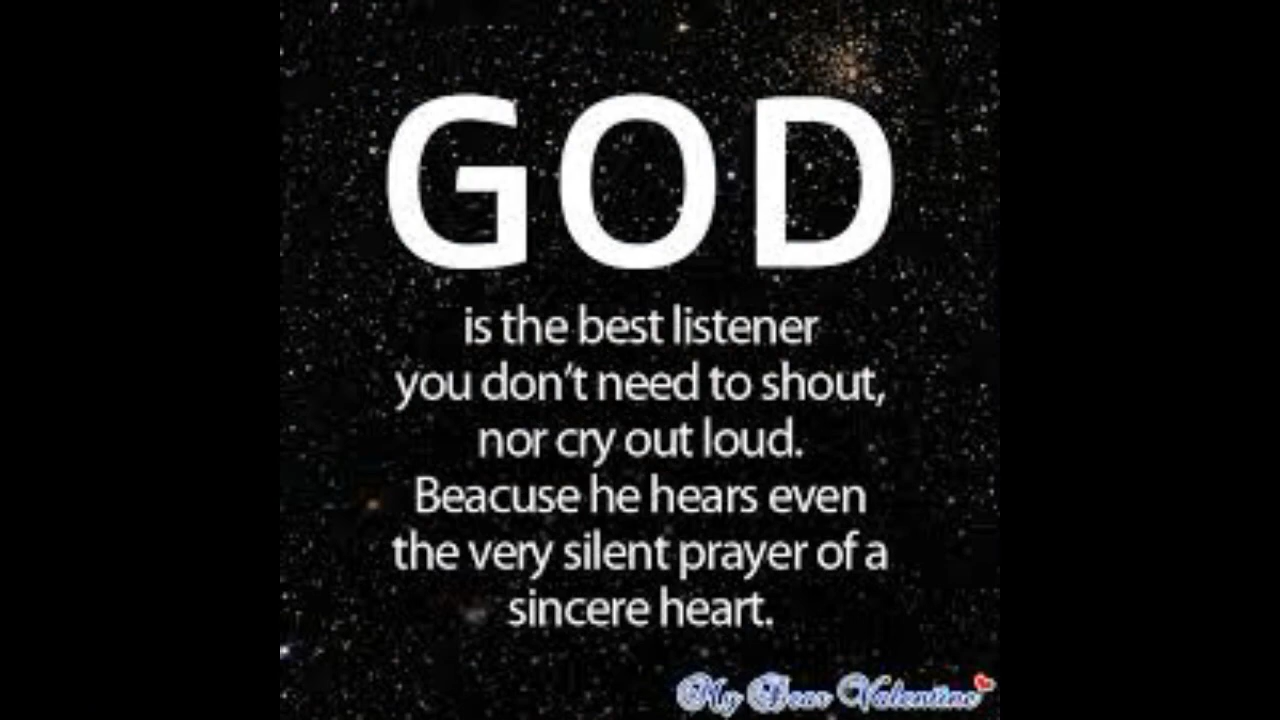 GOD
is the best listener
you don't need to shout,
nor cry out loud.
Beacuse he hears even
the very silent prayer of a
sincere heart.
My Dear Valentine